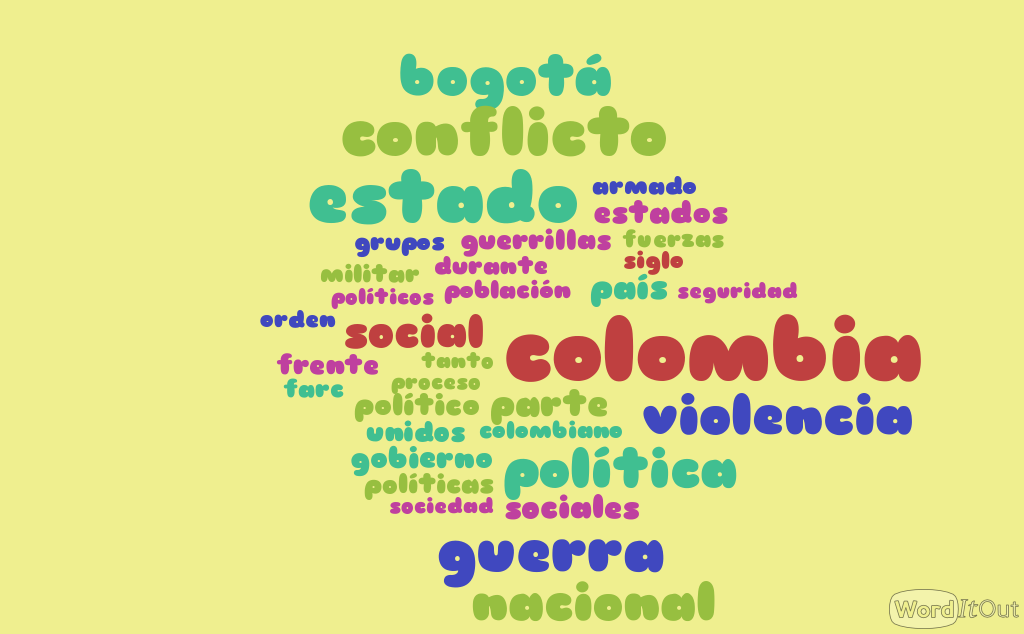 bogotá
conflicto
estado
armado
estados
grupos
guerrillas
fuerzas
militar
durante
siglo
políticos
población
país
seguridad
orden
social
colombia
frente
tanto
farc
proceso
político
parte
violencia
unidos
colombiano
gobierno
política
políticas
sociedad
sociales
guerra
nacional
WordItOut